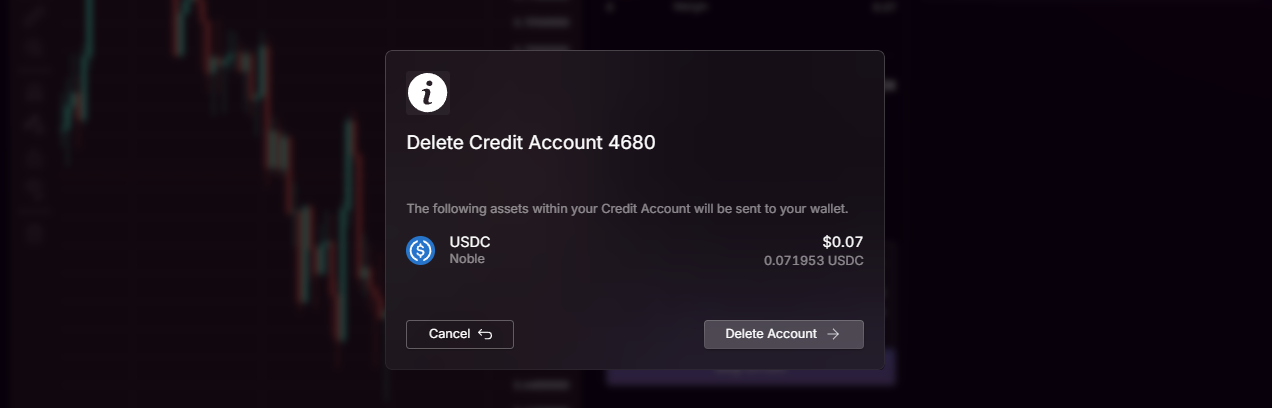 Delete Credit Account 4680
The following assets within your Credit Account will be sent to your wallet.
USDC
$0.07
Noble
0.071953 USDC
Cancel
Delete Account